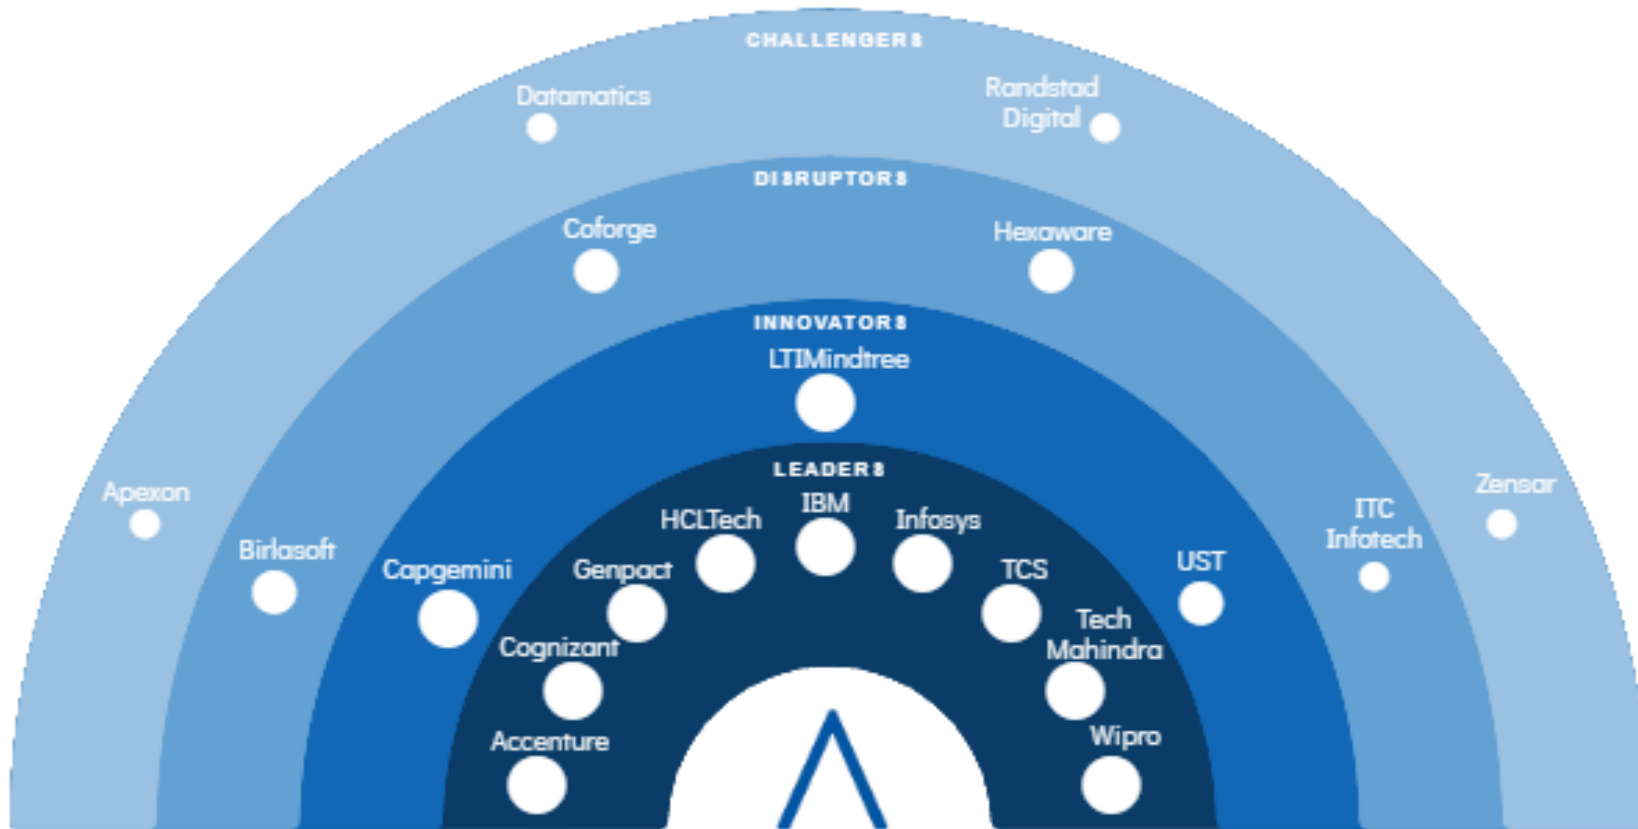 CHALLENGERS
Datamatics
Randstad
Digital
DISRUPTORS
Coforge
Hexaware
INNOVATORS
LTIMindtree
LEADERS
IBM
HCLTech
Infosys
Apexon
Zensar
ITC
Infotech
Birlasoft
Capgemini
Genpact
TCS
UST
Tech
Mahindra
Cognizant
Accenture
Wipro